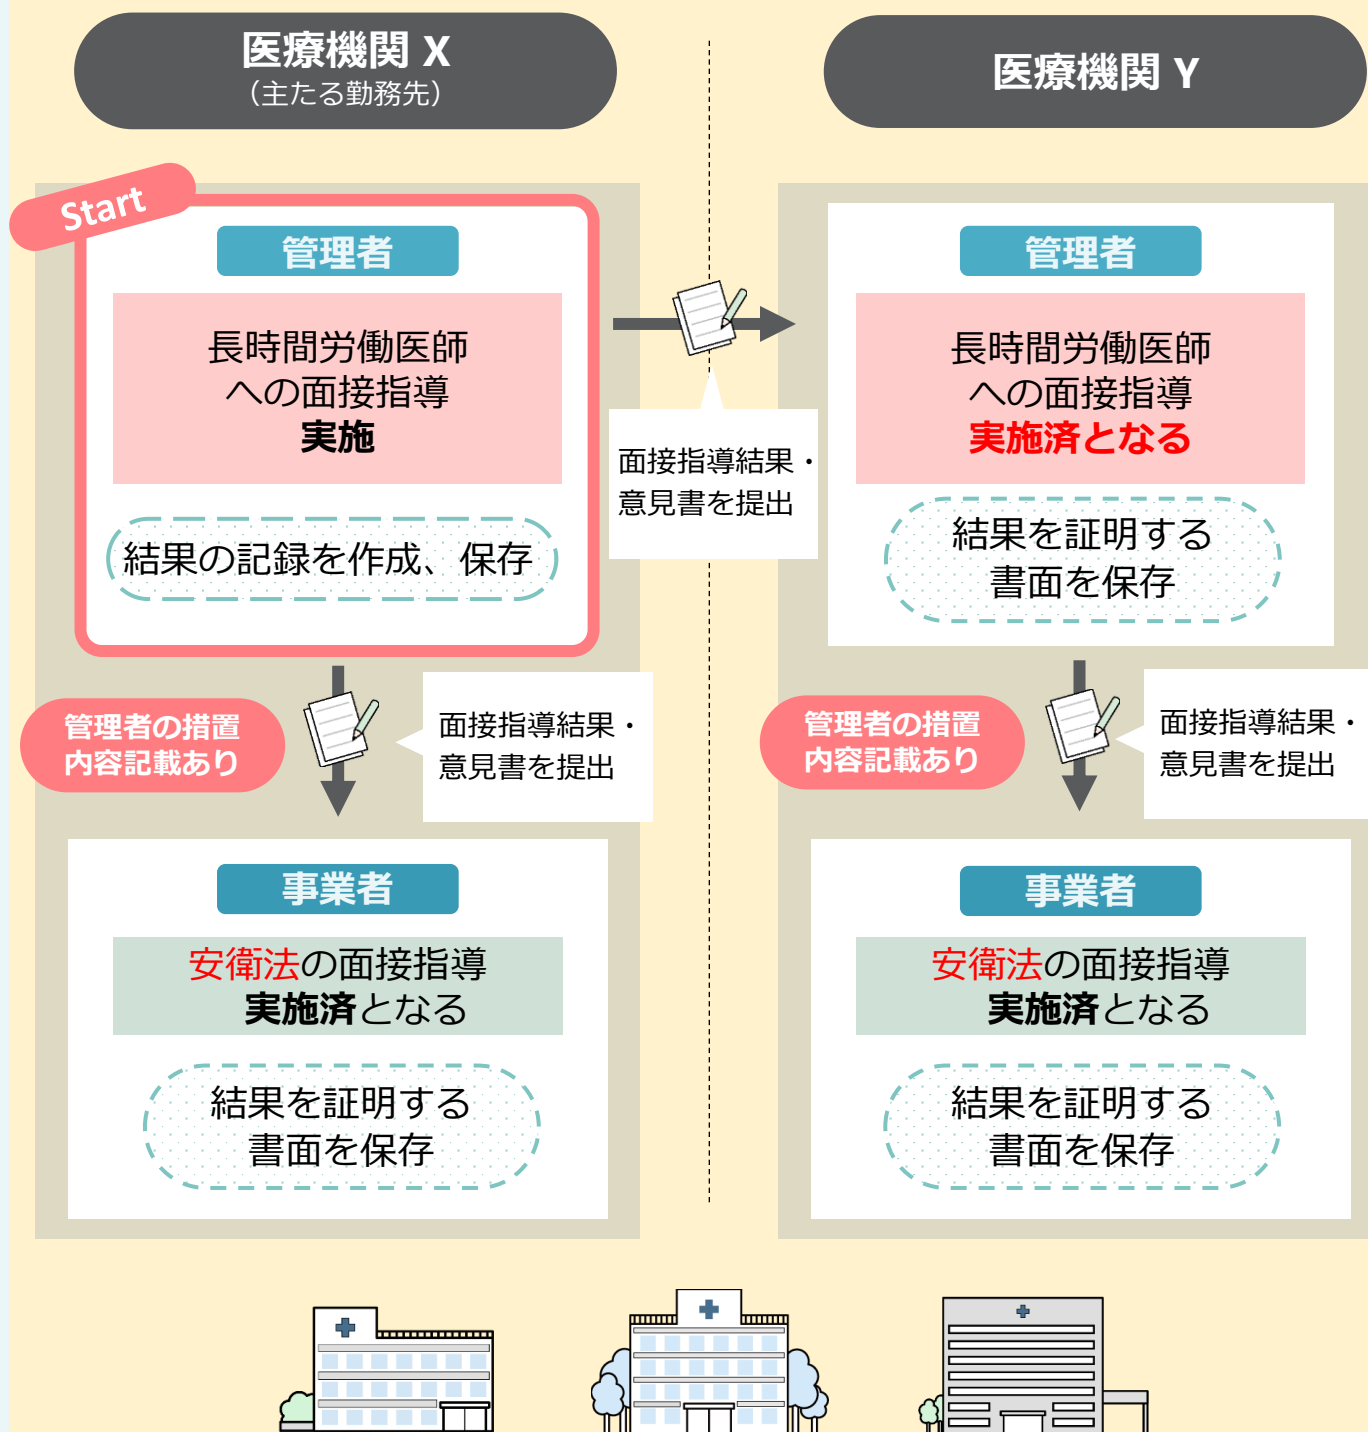 医療機関 X
（主たる勤務先）
医療機関 Y
Start
管理者
長時間労働医師
への面接指導
実施
結果の記録を作成、保存
面接指導結果・
意見書を提出
管理者
長時間労働医師
への面接指導
実施済となる
結果を証明する
書面を保存
管理者の措置
内容記載あり
面接指導結果・
意見書を提出
管理者の措置
内容記載あり
面接指導結果・
意見書を提出
事業者
安衛法の面接指導
実施済となる
結果を証明する
書面を保存
事業者
安衛法の面接指導
実施済となる
結果を証明する
書面を保存